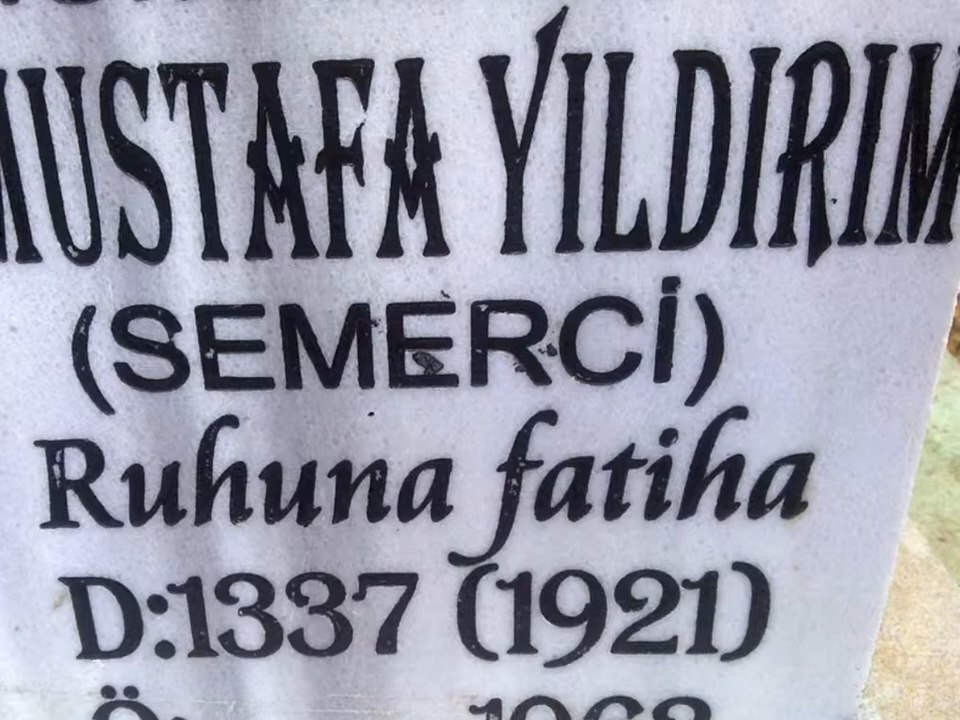 MUSTAFA YILDIRIM
(SEMERCİ)
Ruhuna fatiha
D:1337 (1921)